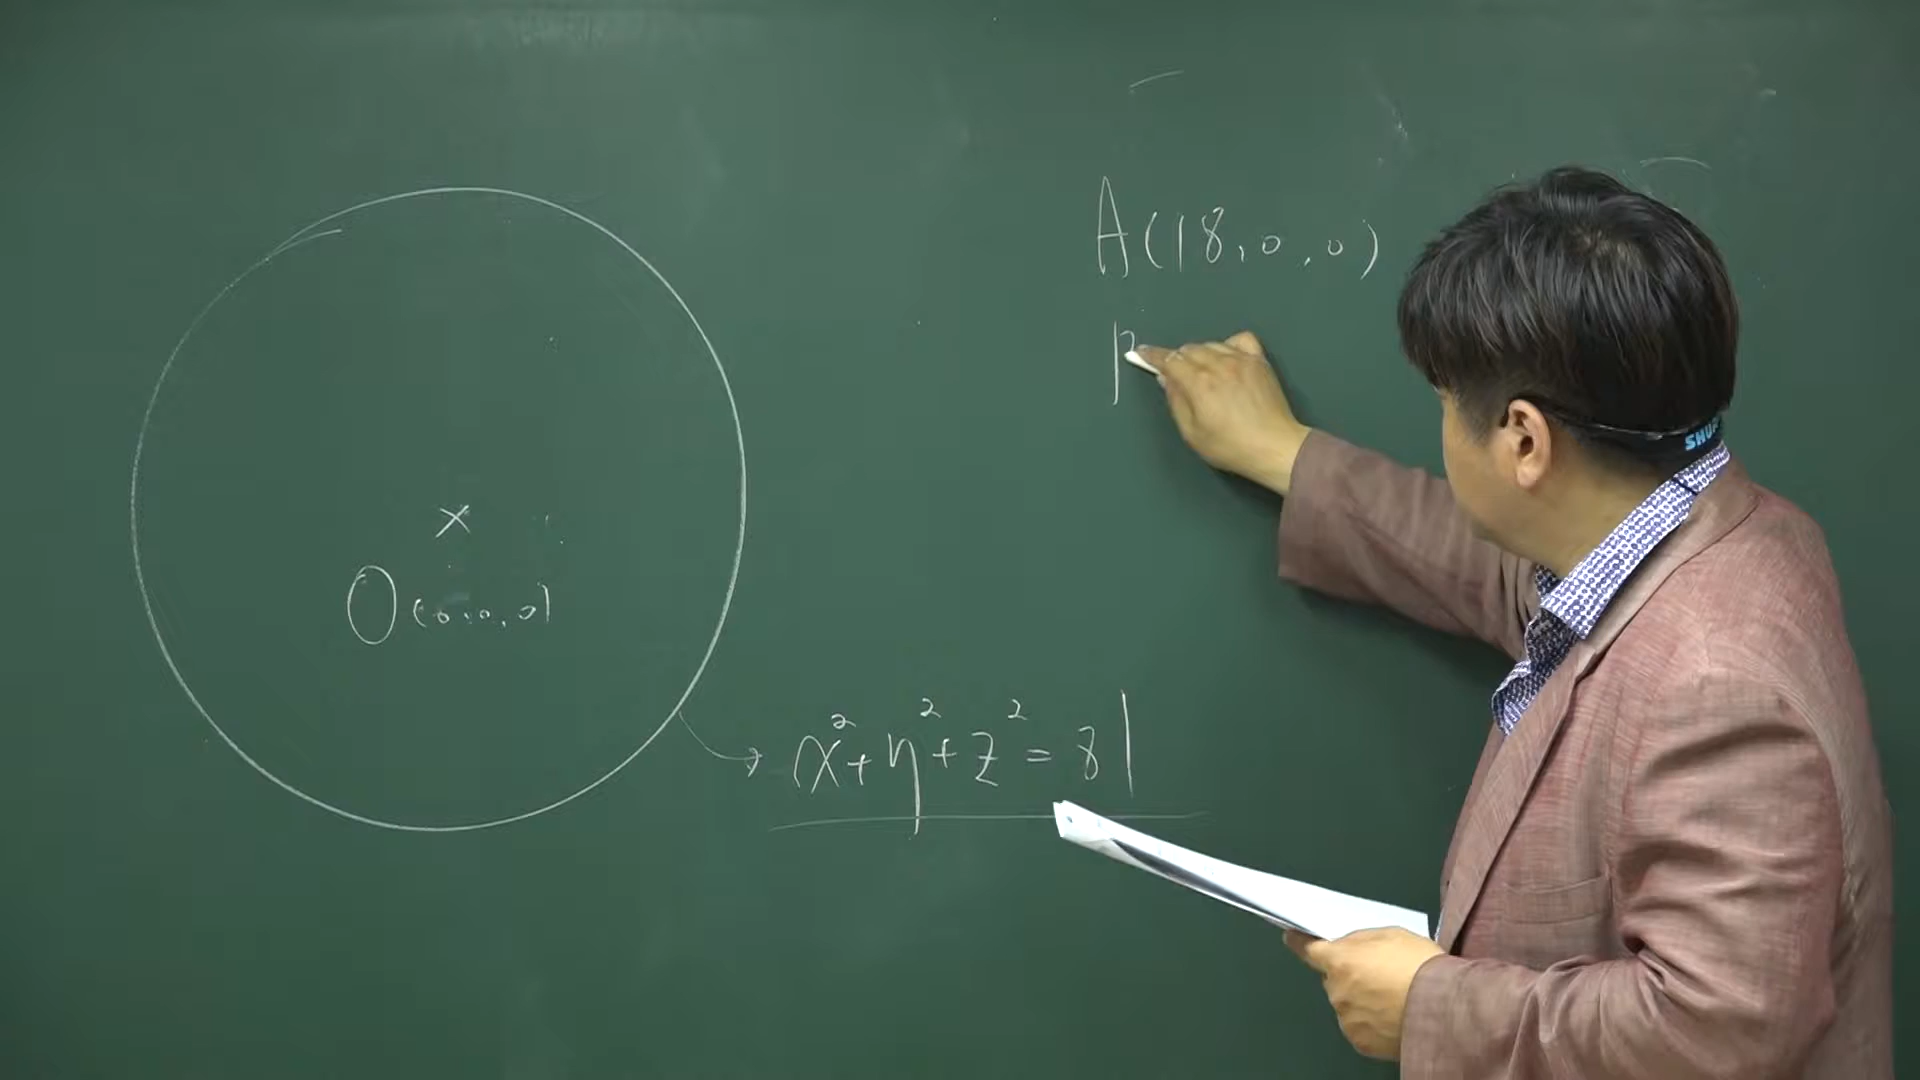 A(18,0,0)
×
O(0,0,0)
x²+y²+z²=81